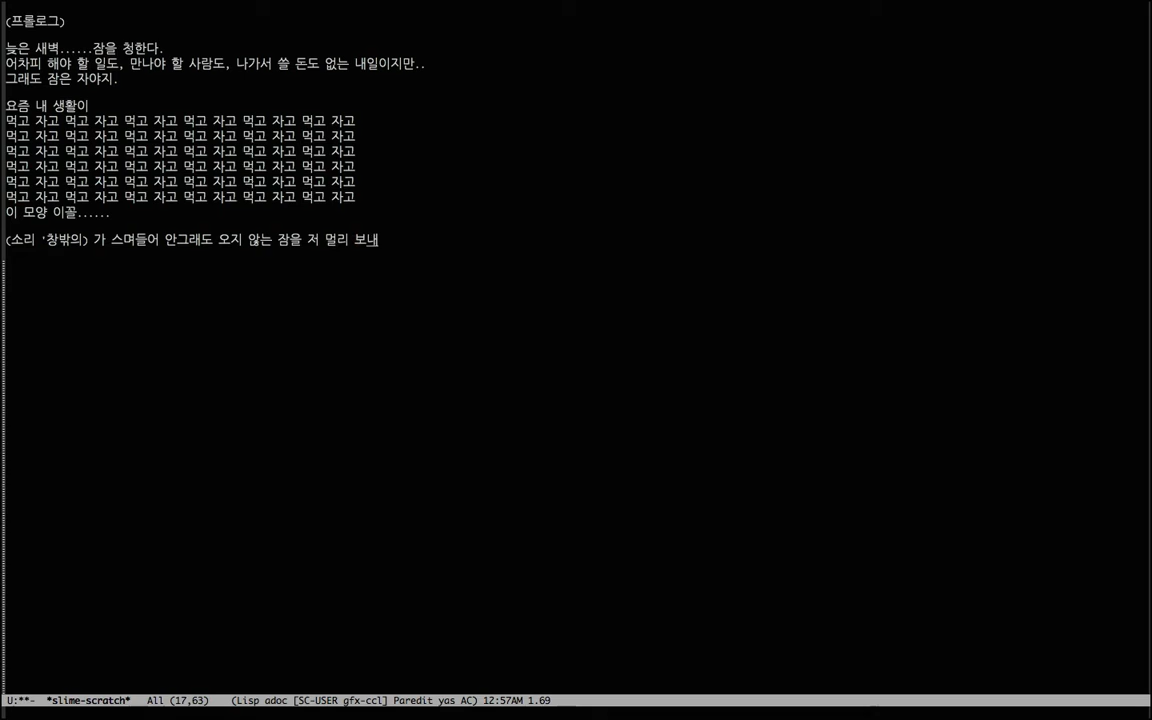 (프롤로그)
늦은 새벽......잠을 청한다.
어차피 해야 할 일도, 만나야 할 사람도, 나가서 쓸 돈도 없는 내일이지만..
그래도 잠은 자야지.
요즘 내 생활이
먹고 자고 먹고 자고 먹고 자고 먹고 자고 먹고 자고 먹고 자고
먹고 자고 먹고 자고 먹고 자고 먹고 자고 먹고 자고 먹고 자고
먹고 자고 먹고 자고 먹고 자고 먹고 자고 먹고 자고 먹고 자고
먹고 자고 먹고 자고 먹고 자고 먹고 자고 먹고 자고 먹고 자고
먹고 자고 먹고 자고 먹고 자고 먹고 자고 먹고 자고 먹고 자고
먹고 자고 먹고 자고 먹고 자고 먹고 자고 먹고 자고 먹고 자고
이 모양 이꼴......
(소리 '창밖의) 가 스며들어 안그래도 오지 않는 잠을 저 멀리 보내
U:**-  *slime-scratch*   All (17,63)    (Lisp adoc [SC-USER gfx-ccl] Paredit yas AC) 12:57AM 1.69